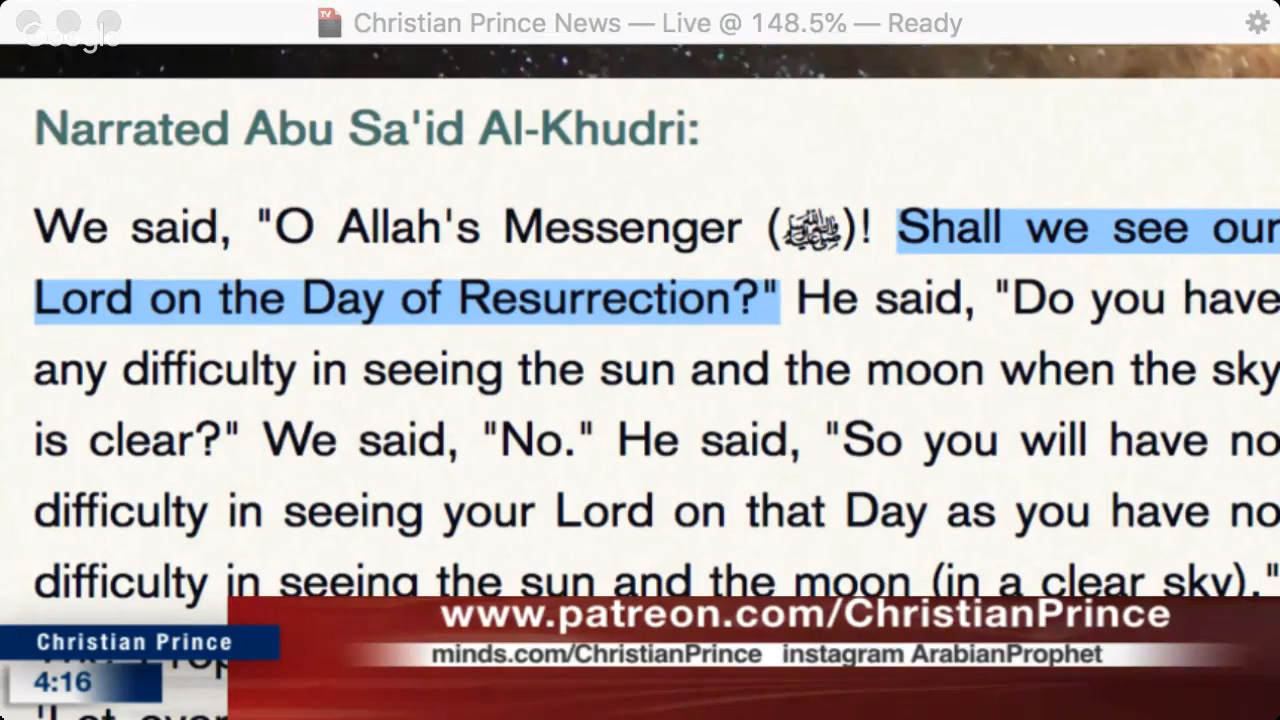 TV Christian Prince News — Live @ 148.5% — Ready
Google
Narrated Abu Sa'id Al-Khudri:
We said, "O Allah's Messenger (ﷺ)! Shall we see our
Lord on the Day of Resurrection?" He said, "Do you have
any difficulty in seeing the sun and the moon when the sky
is clear?" We said, "No." He said, "So you will have no
difficulty in seeing your Lord on that Day as you have no
difficulty in seeing the sun and the moon (in a clear sky)."
www.patreon.com/ChristianPrince
Christian Prince
minds.com/ChristianPrince instagram ArabianProphet
4:16